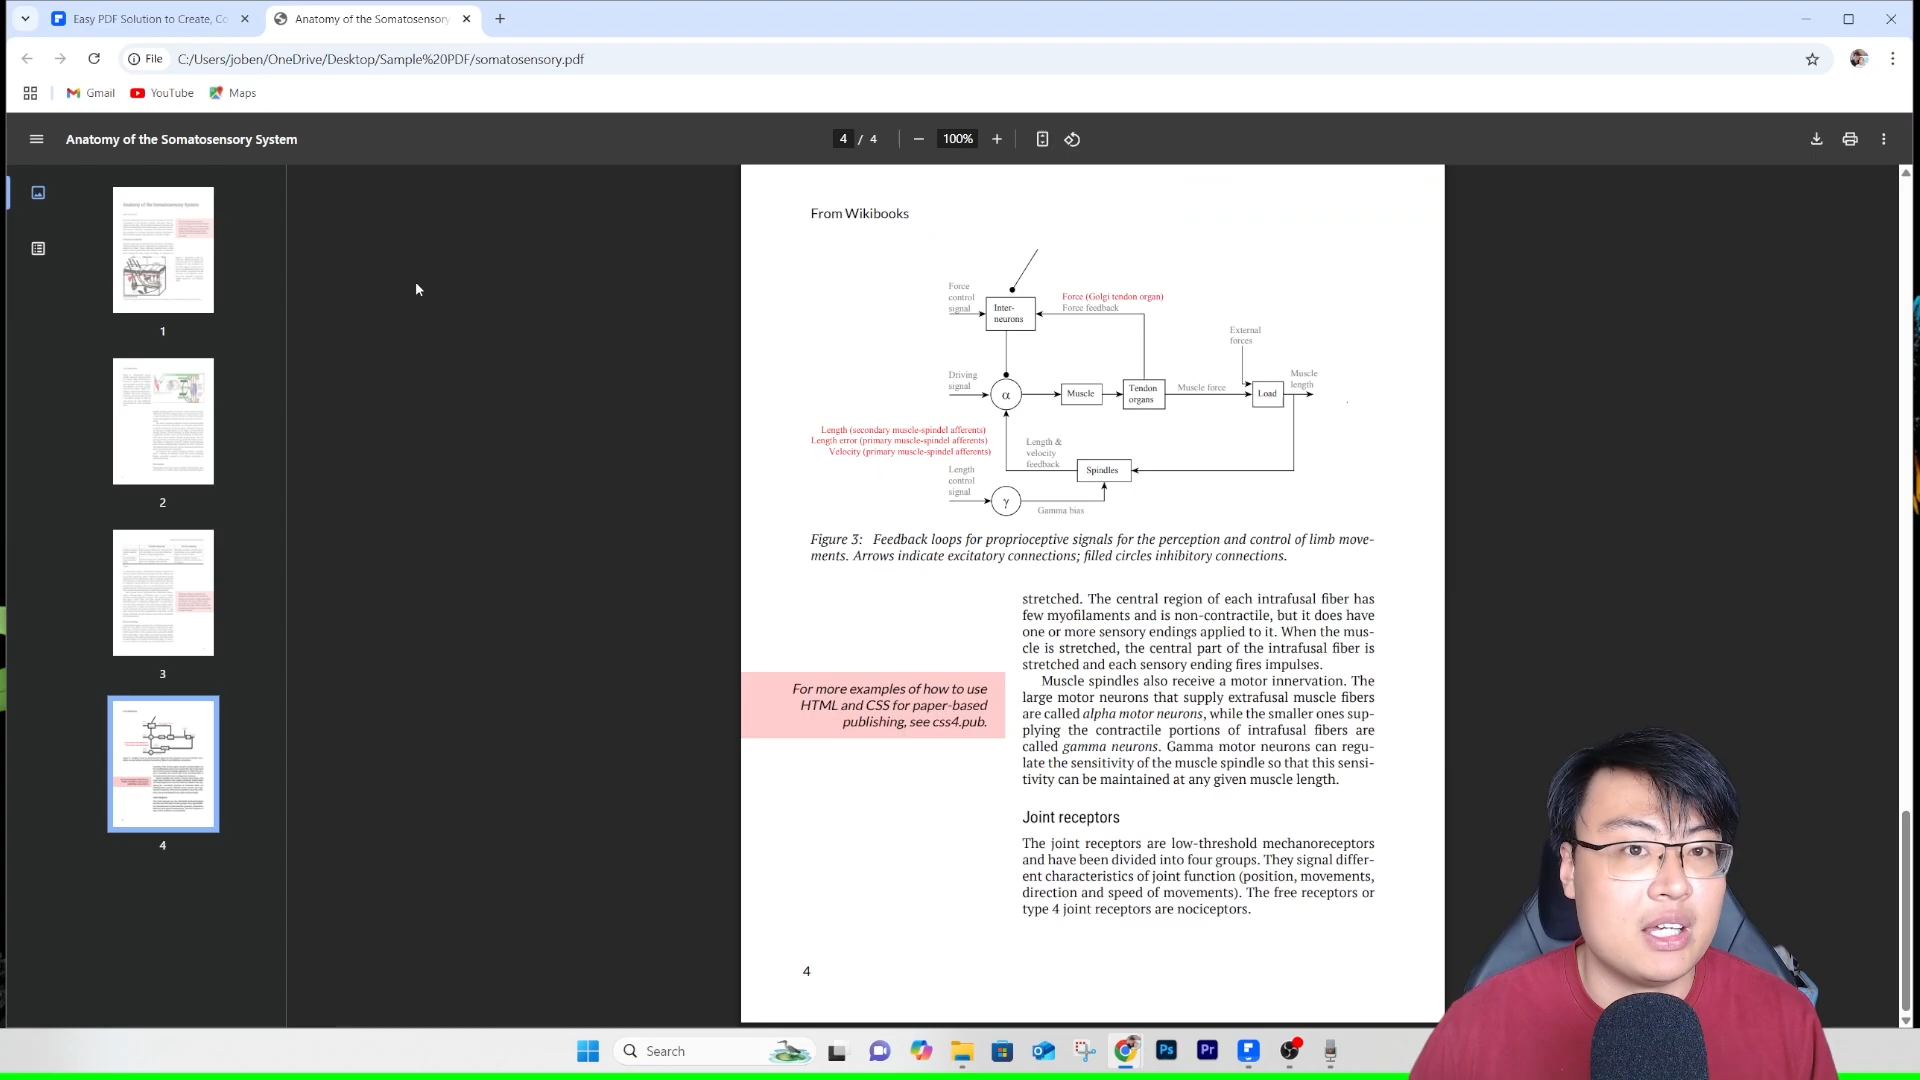 Easy PDF Solution to Create, Co
Anatomy of the Somatosensory
File
C:/Users/joben/OneDrive/Desktop/Sample%20PDF/somatosensory.pdf
Gmail
YouTube
Maps
Anatomy of the Somatosensory System
4 / 4
100%
1
2
3
4
From Wikibooks
Force
control
signal
Inter-
neurons
Force (Golgi tendon organ)
Force feedback
External
forces
Driving
signal
α
Muscle
Tendon
organs
Muscle force
Load
Muscle
length
Length (secondary muscle-spindel afferents)
Length error (primary muscle-spindel afferents)
Velocity (primary muscle-spindel afferents)
Length &
velocity
feedback
Spindles
Length
control
signal
γ
Gamma bias
Figure 3: Feedback loops for proprioceptive signals for the perception and control of limb move-
ments. Arrows indicate excitatory connections; filled circles inhibitory connections.
stretched. The central region of each intrafusal fiber has
few myofilaments and is non-contractile, but it does have
one or more sensory endings applied to it. When the mus-
cle is stretched, the central part of the intrafusal fiber is
stretched and each sensory ending fires impulses.
Muscle spindles also receive a motor innervation. The
large motor neurons that supply extrafusal muscle fibers
are called alpha motor neurons, while the smaller ones sup-
plying the contractile portions of intrafusal fibers are
called gamma neurons. Gamma motor neurons can regu-
late the sensitivity of the muscle spindle so that this sensi-
tivity can be maintained at any given muscle length.
For more examples of how to use
HTML and CSS for paper-based
publishing, see css4.pub.
Joint receptors
The joint receptors are low-threshold mechanoreceptors
and have been divided into four groups. They signal differ-
ent characteristics of joint function (position, movements,
direction and speed of movements). The free receptors or
type 4 joint receptors are nociceptors.
4
Search
Ps
Pr